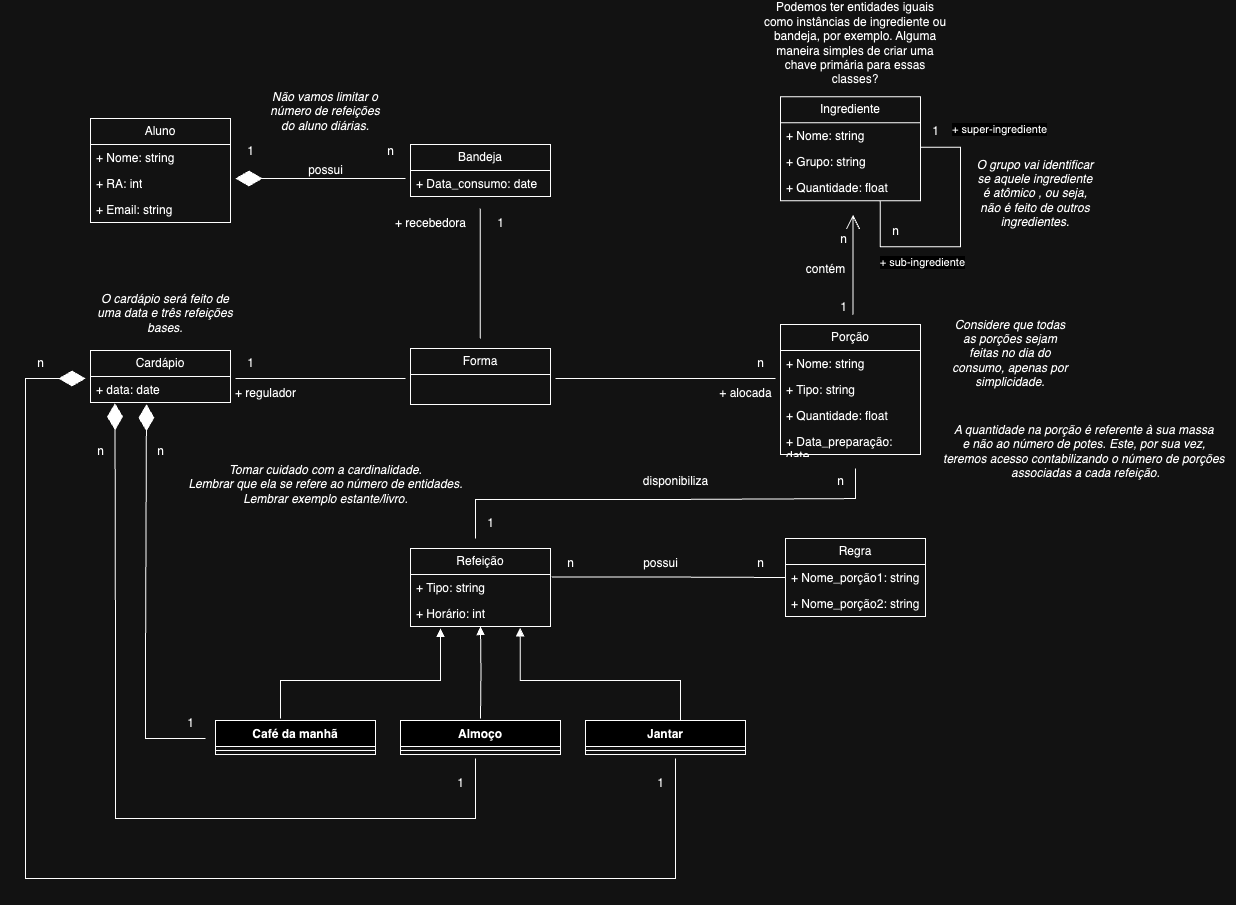 Podemos ter entidades iguais
como instâncias de ingrediente ou
bandeja, por exemplo. Alguma
maneira simples de criar uma
chave primária para essas
classes?
Não vamos limitar o
número de refeições
do aluno diárias.
Aluno
+ Nome: string
+ RA: int
+ Email: string
1
possui
n
Bandeja
+ Data_consumo: date
Ingrediente
+ Nome: string
+ Grupo: string
+ Quantidade: float
1
+ super-ingrediente
O grupo vai identificar
se aquele ingrediente
é atômico , ou seja,
não é feito de outros
ingredientes.
n
+ sub-ingrediente
+ recebedora
1
n
contém
1
O cardápio será feito de
uma data e três refeições
bases.
n
Cardápio
+ data: date
1
+ regulador
Forma
n
+ alocada
Porção
+ Nome: string
+ Tipo: string
+ Quantidade: float
+ Data_preparação:
date
Considere que todas
as porções sejam
feitas no dia do
consumo, apenas por
simplicidade.
A quantidade na porção é referente à sua massa
e não ao número de potes. Este, por sua vez,
teremos acesso contabilizando o número de porções
associadas a cada refeição.
n
n
Tomar cuidado com a cardinalidade.
Lembrar que ela se refere ao número de entidades.
Lembrar exemplo estante/livro.
disponibiliza
n
1
Refeição
+ Tipo: string
+ Horário: int
n
possui
n
Regra
+ Nome_porção1: string
+ Nome_porção2: string
1
Café da manhã
Almoço
Jantar
1
1